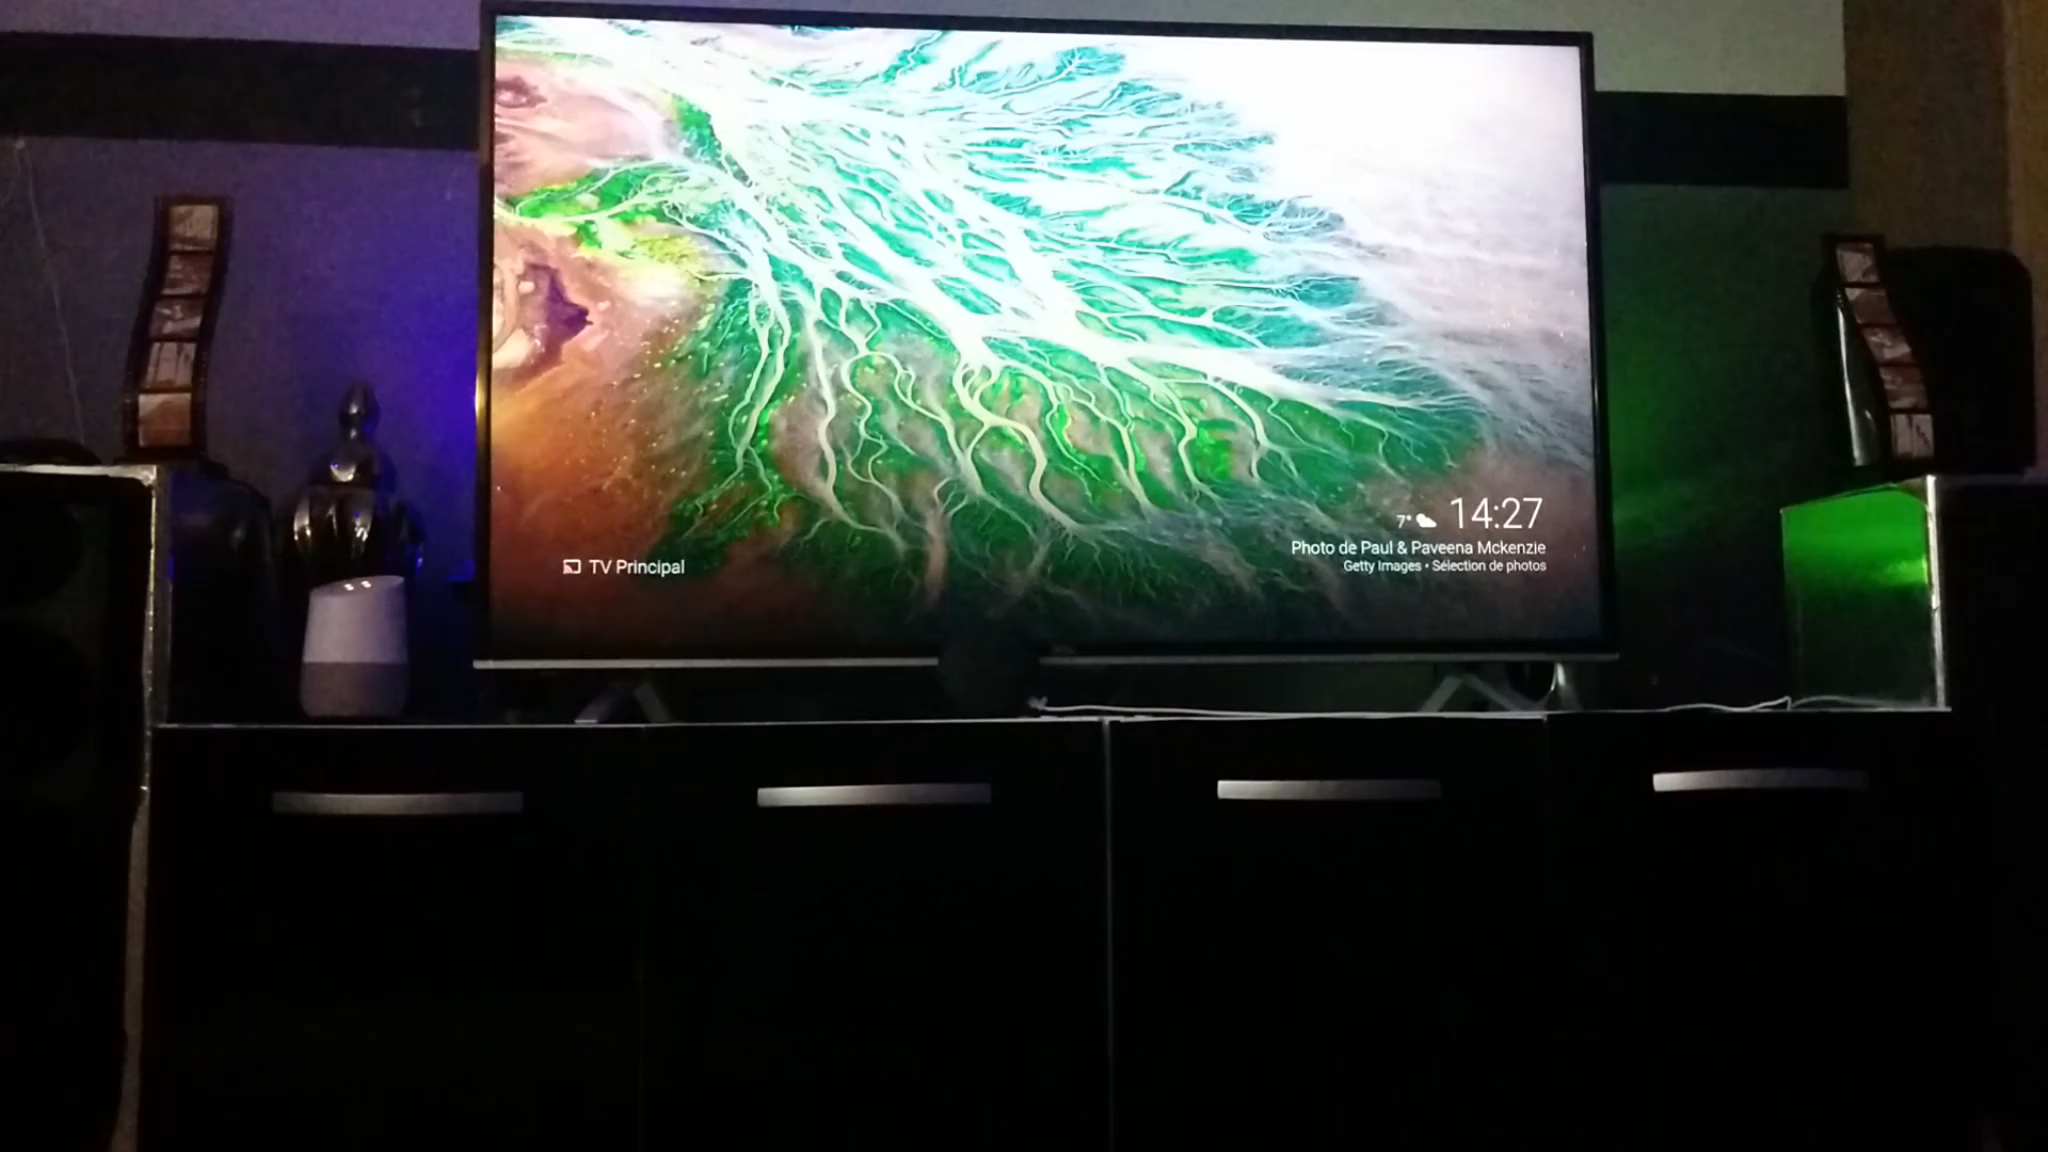 7° 14:27
Photo de Paul & Paveena Mckenzie
Getty Images • Sélection de photos
TV Principal